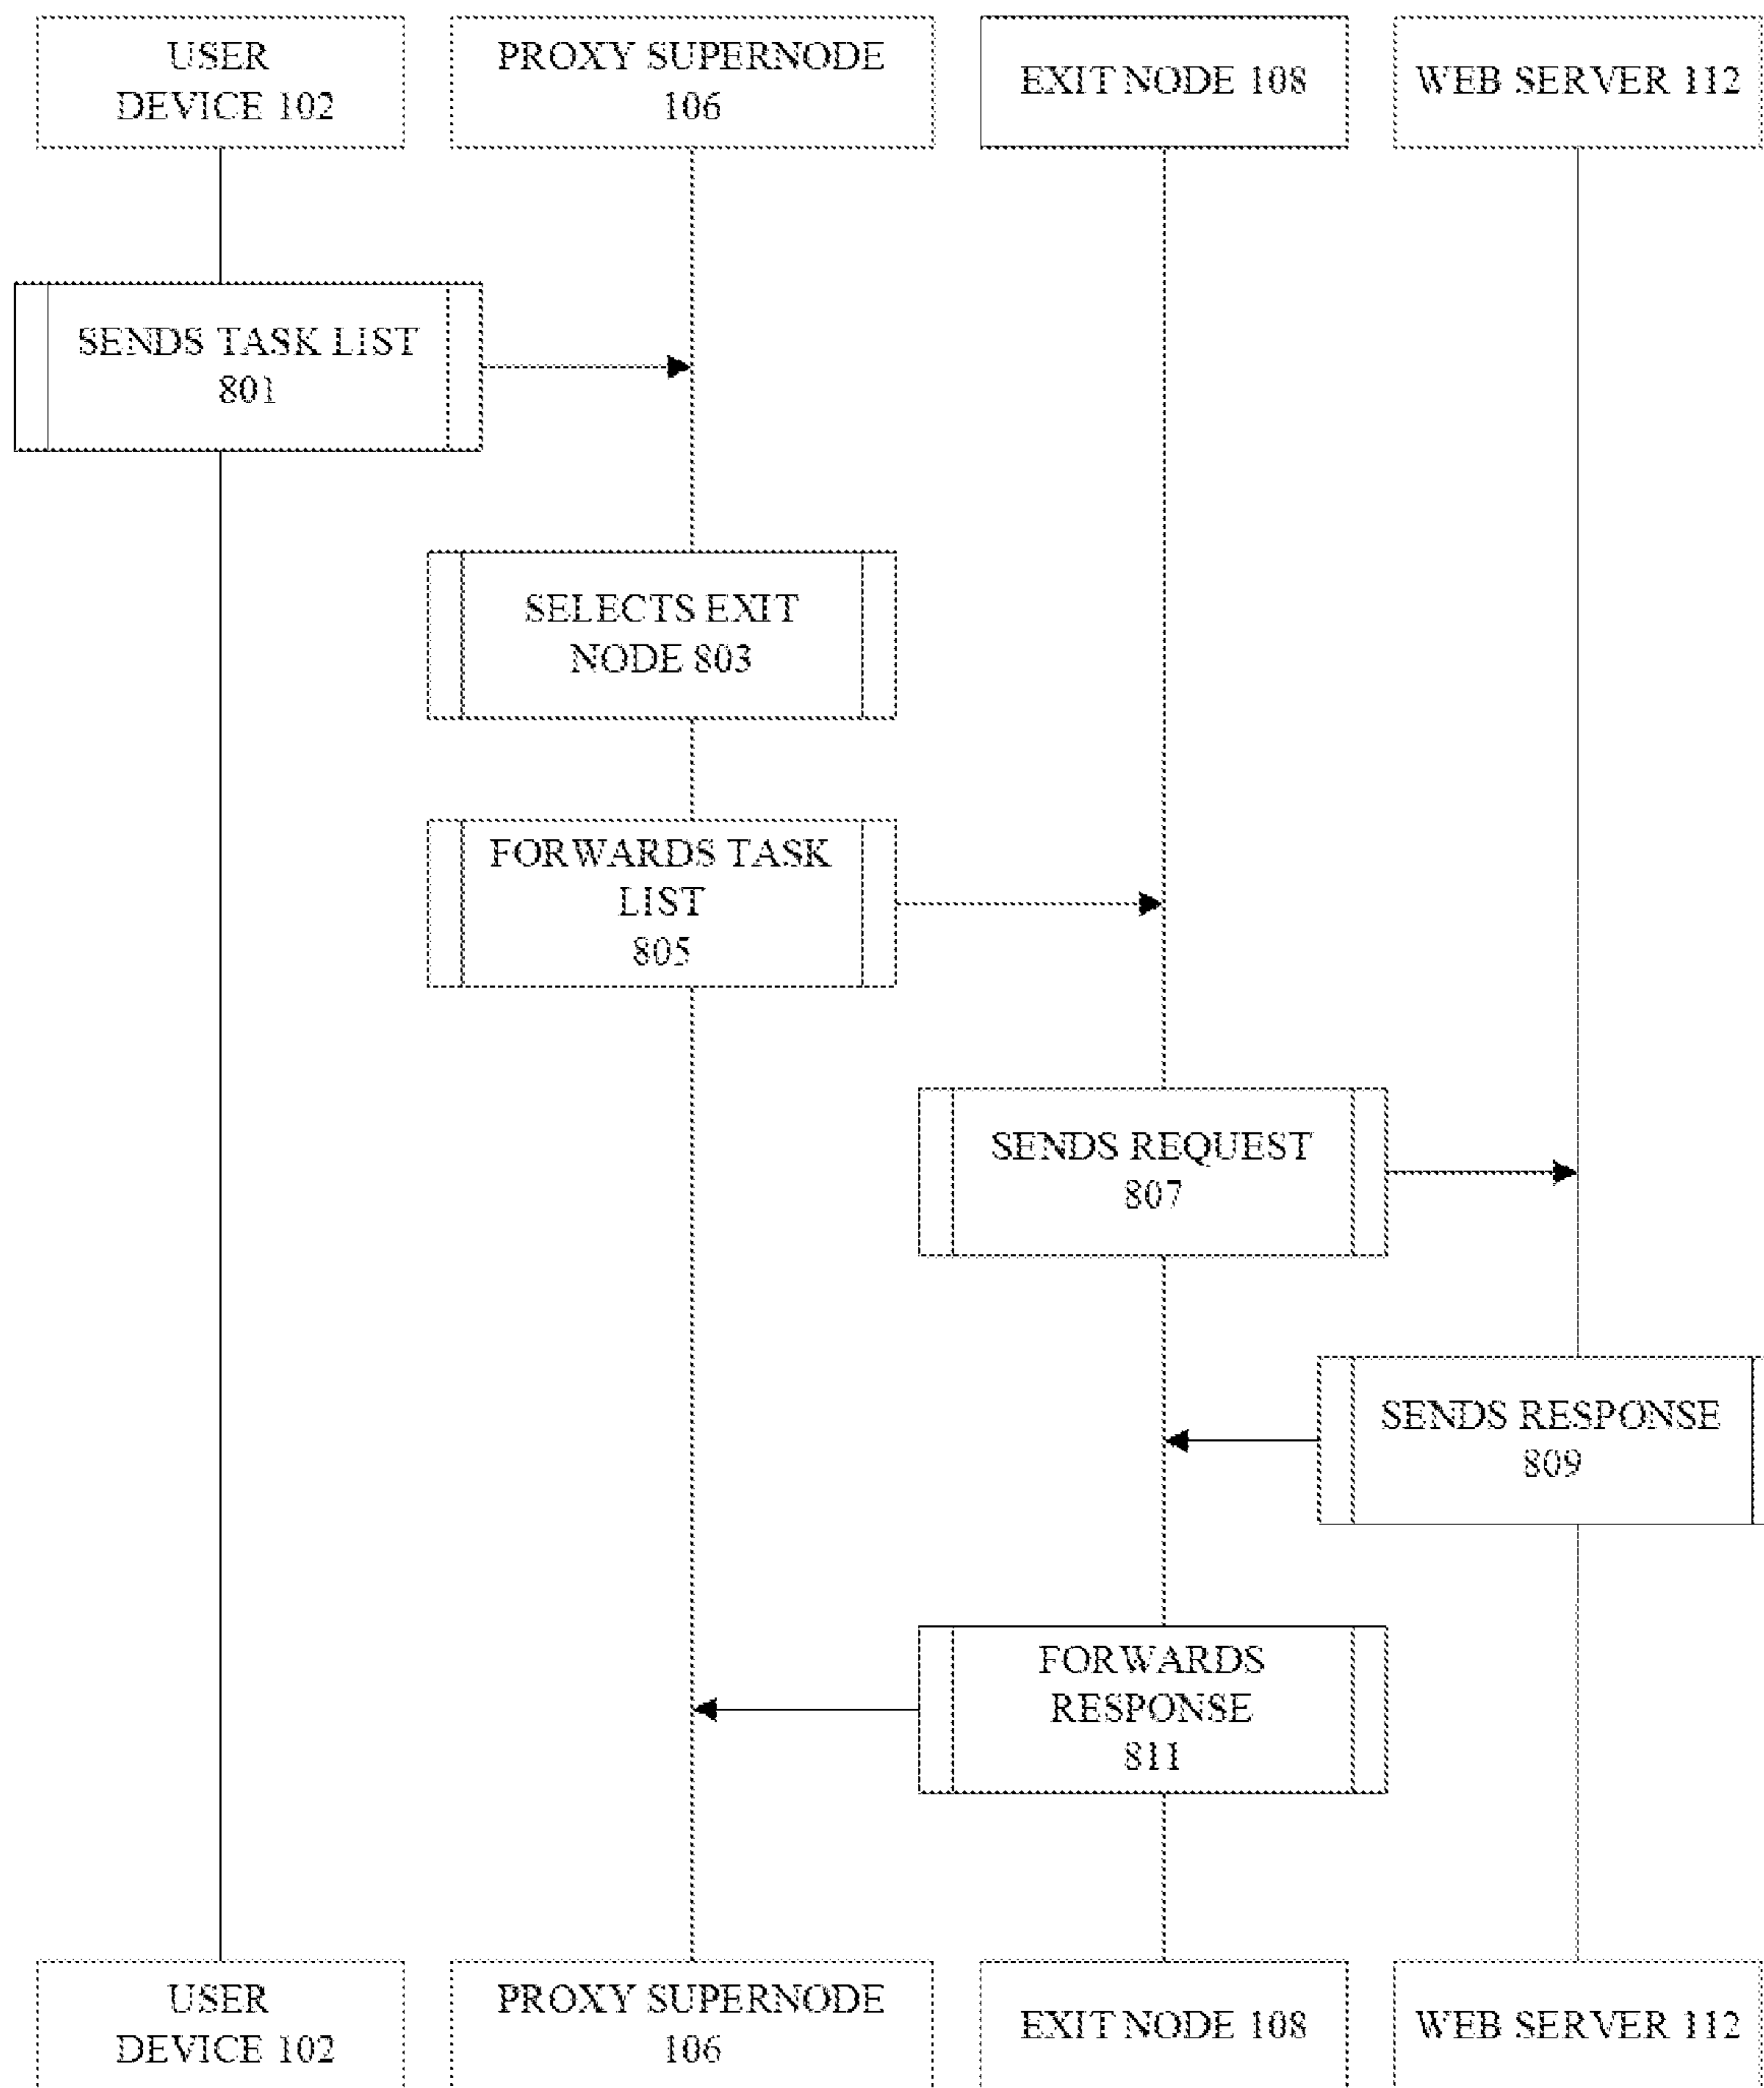 USER
DEVICE 102
PROXY SUPERNODE
106
EXIT NODE 108
WEB SERVER 112
SENDS TASK LIST
801
SELECTS EXIT
NODE 803
FORWARDS TASK
LIST
805
SENDS REQUEST
807
SENDS RESPONSE
809
FORWARDS
RESPONSE
811
USER
DEVICE 102
PROXY SUPERNODE
106
EXIT NODE 108
WEB SERVER 112